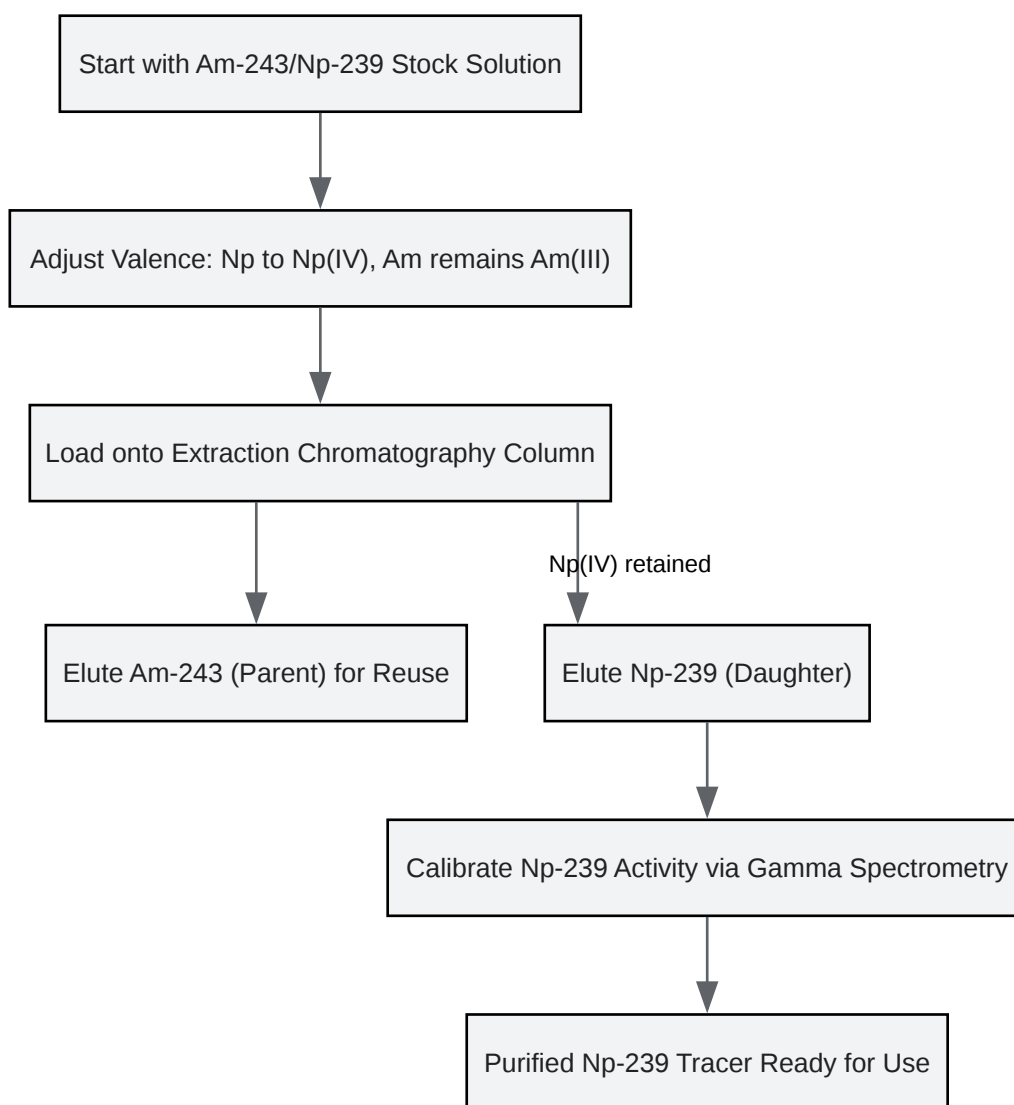 Start with Am-243/Np-239 Stock Solution
Adjust Valence: Np to Np(IV), Am remains Am(III)
Load onto Extraction Chromatography Column
Np(IV) retained
Elute Am-243 (Parent) for Reuse
Elute Np-239 (Daughter)
Calibrate Np-239 Activity via Gamma Spectrometry
Purified Np-239 Tracer Ready for Use